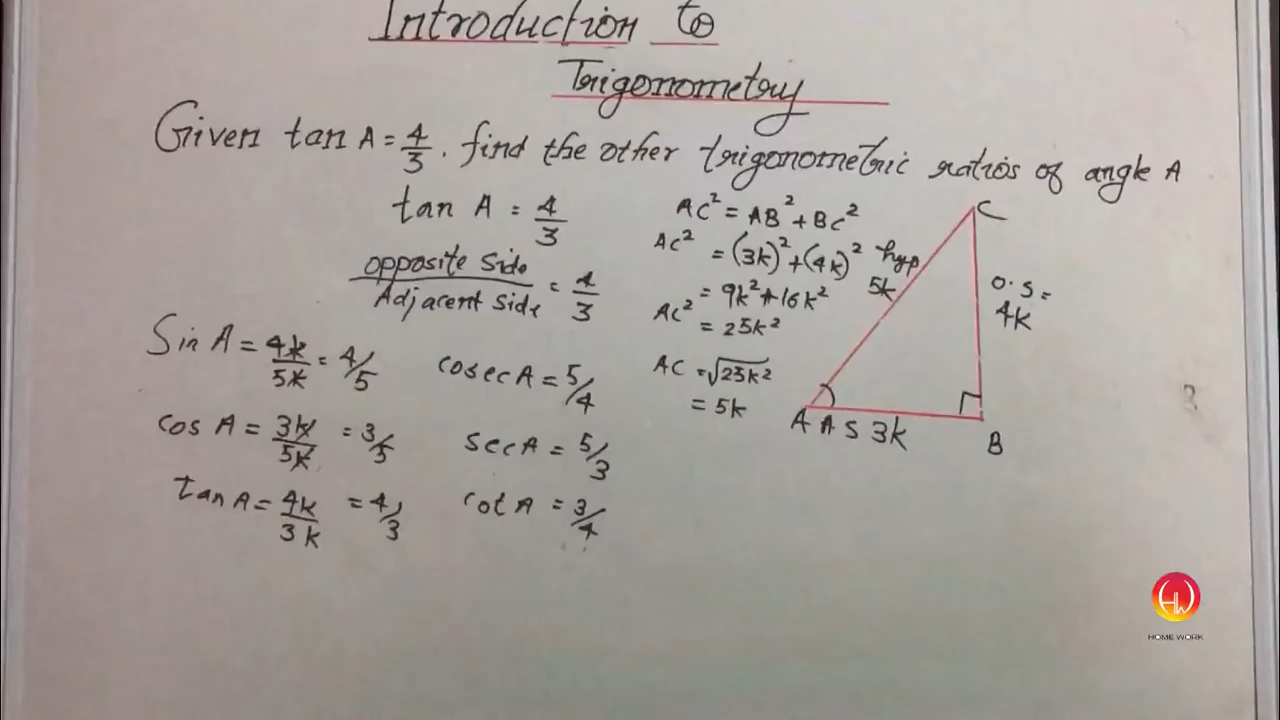 Introduction to
Trigonometry
Given tan A = 4/3. find the other trigonometric ratios of angle A
tan A = 4/3
opposite side / Adjacent side = 4/3
Sin A = 4k/5k = 4/5
cosec A = 5/4
cos A = 3k/5k = 3/5
sec A = 5/3
tan A = 4k/3k = 4/3
cot A = 3/4
AC² = AB² + BC²
AC² = (3k)² + (4k)²
= 9k² + 16k²
AC² = 25k²
AC = √25k²
= 5k
C
hyp
5k
O.S =
4k
A
A S 3k
B
HW
HOME WORK